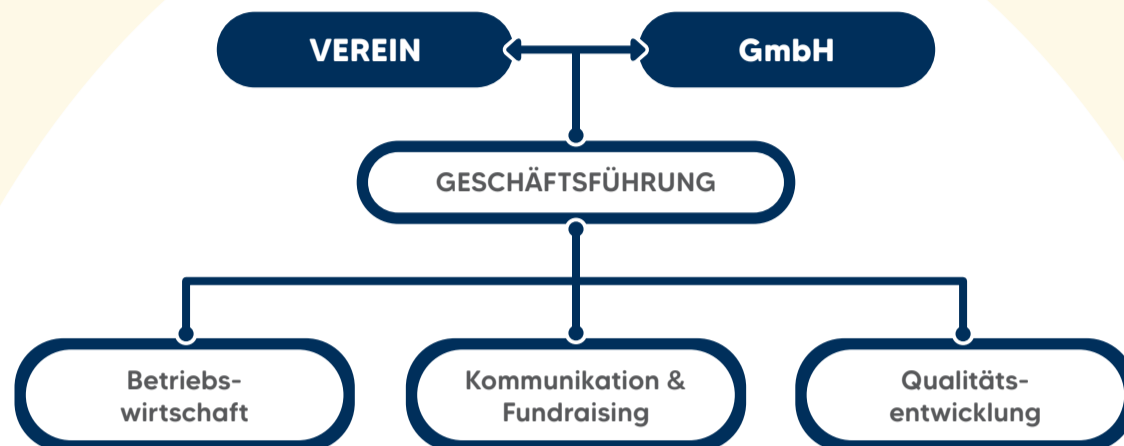 VEREIN
GmbH
GESCHÄFTSFÜHRUNG
Betriebs-
wirtschaft
Kommunikation &
Fundraising
Qualitäts-
entwicklung